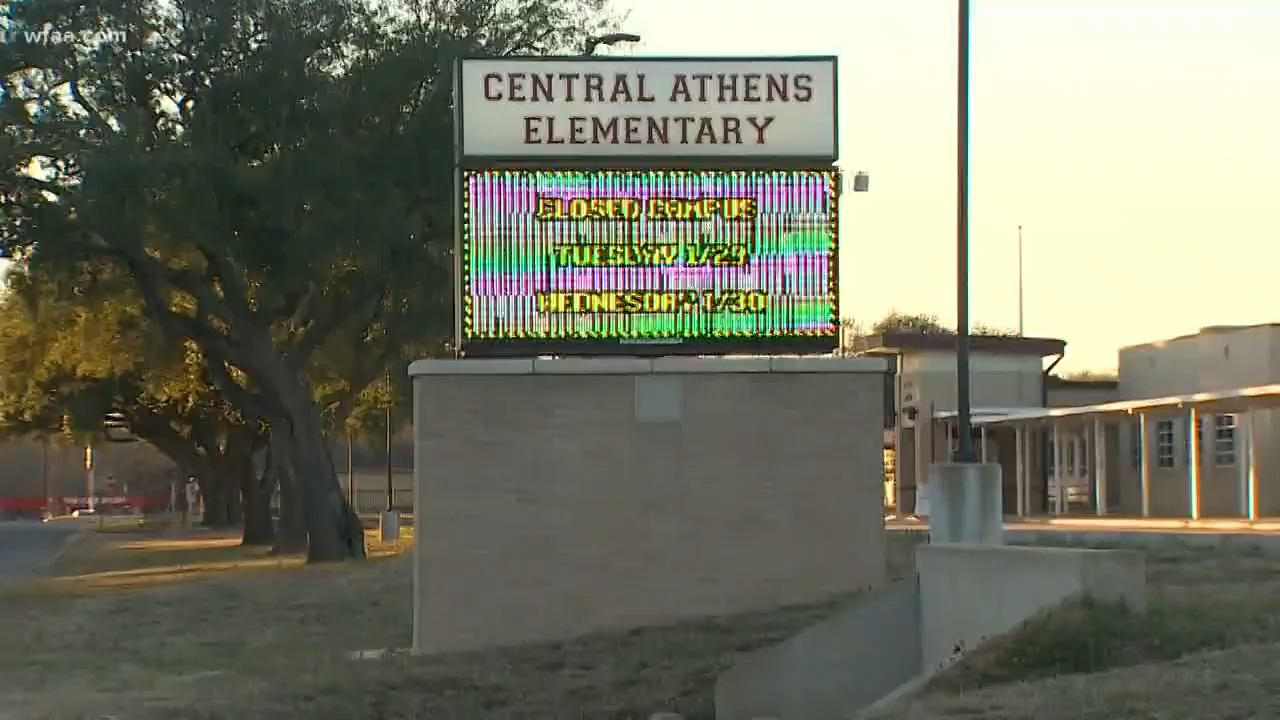 wfaa.com
CENTRAL ATHENS
ELEMENTARY
CLOSED CAMPUS
TUESDAY 1/29
WEDNESDAY 1/30